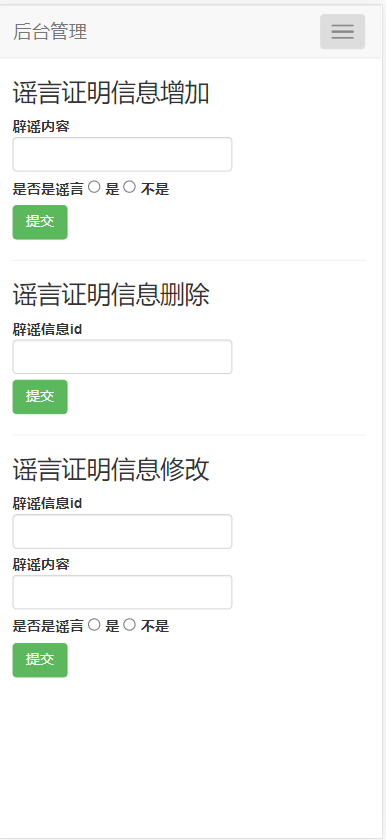 后台管理
谣言证明信息增加
辟谣内容
是否是谣言 是 不是
提交
谣言证明信息删除
辟谣信息id
提交
谣言证明信息修改
辟谣信息id
辟谣内容
是否是谣言 是 不是
提交